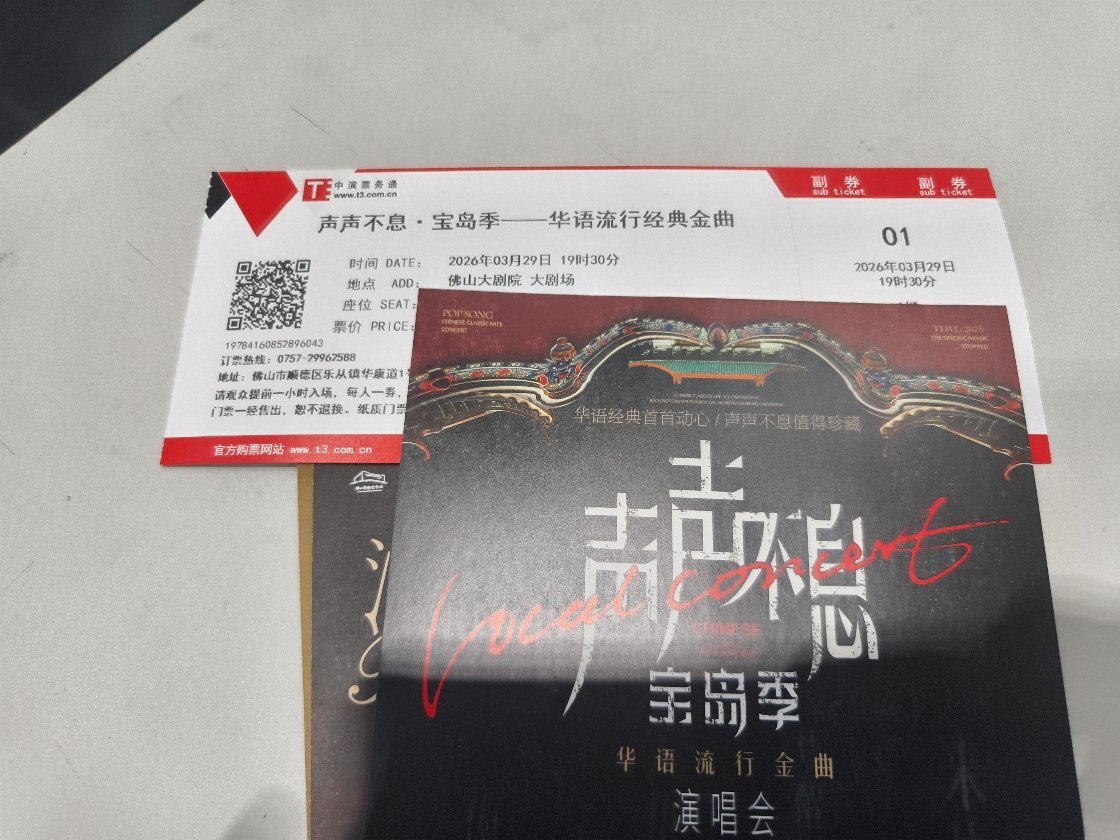 中演票务通
www.t3.com.cn
副 券
sub ticket
副 券
sub ticket
声声不息·宝岛季——华语流行经典金曲
01
时间 DATE: 2026年03月29日 19时30分
2026年03月29日
19时30分
地点 ADD: 佛山大剧院 大剧场
座位 SEAT:
票价 PRICE:
19784160852896043
订票热线: 0757-29962588
地址: 佛山市顺德区乐从镇华康道1
请观众提前一小时入场, 每人一券,
门票一经售出, 恕不退换。纸质门票
官方购票网站 www.t3.com.cn
POP SONG
CHINESE CLASSIC HITS
CONCERT
TIME/2025
THE SINGING NEVER
STOPPED
华语经典首首动心 / 声声不息值得珍藏
声声不息
Vocal concert
CHINESE
宝岛季
华语流行金曲
演唱会